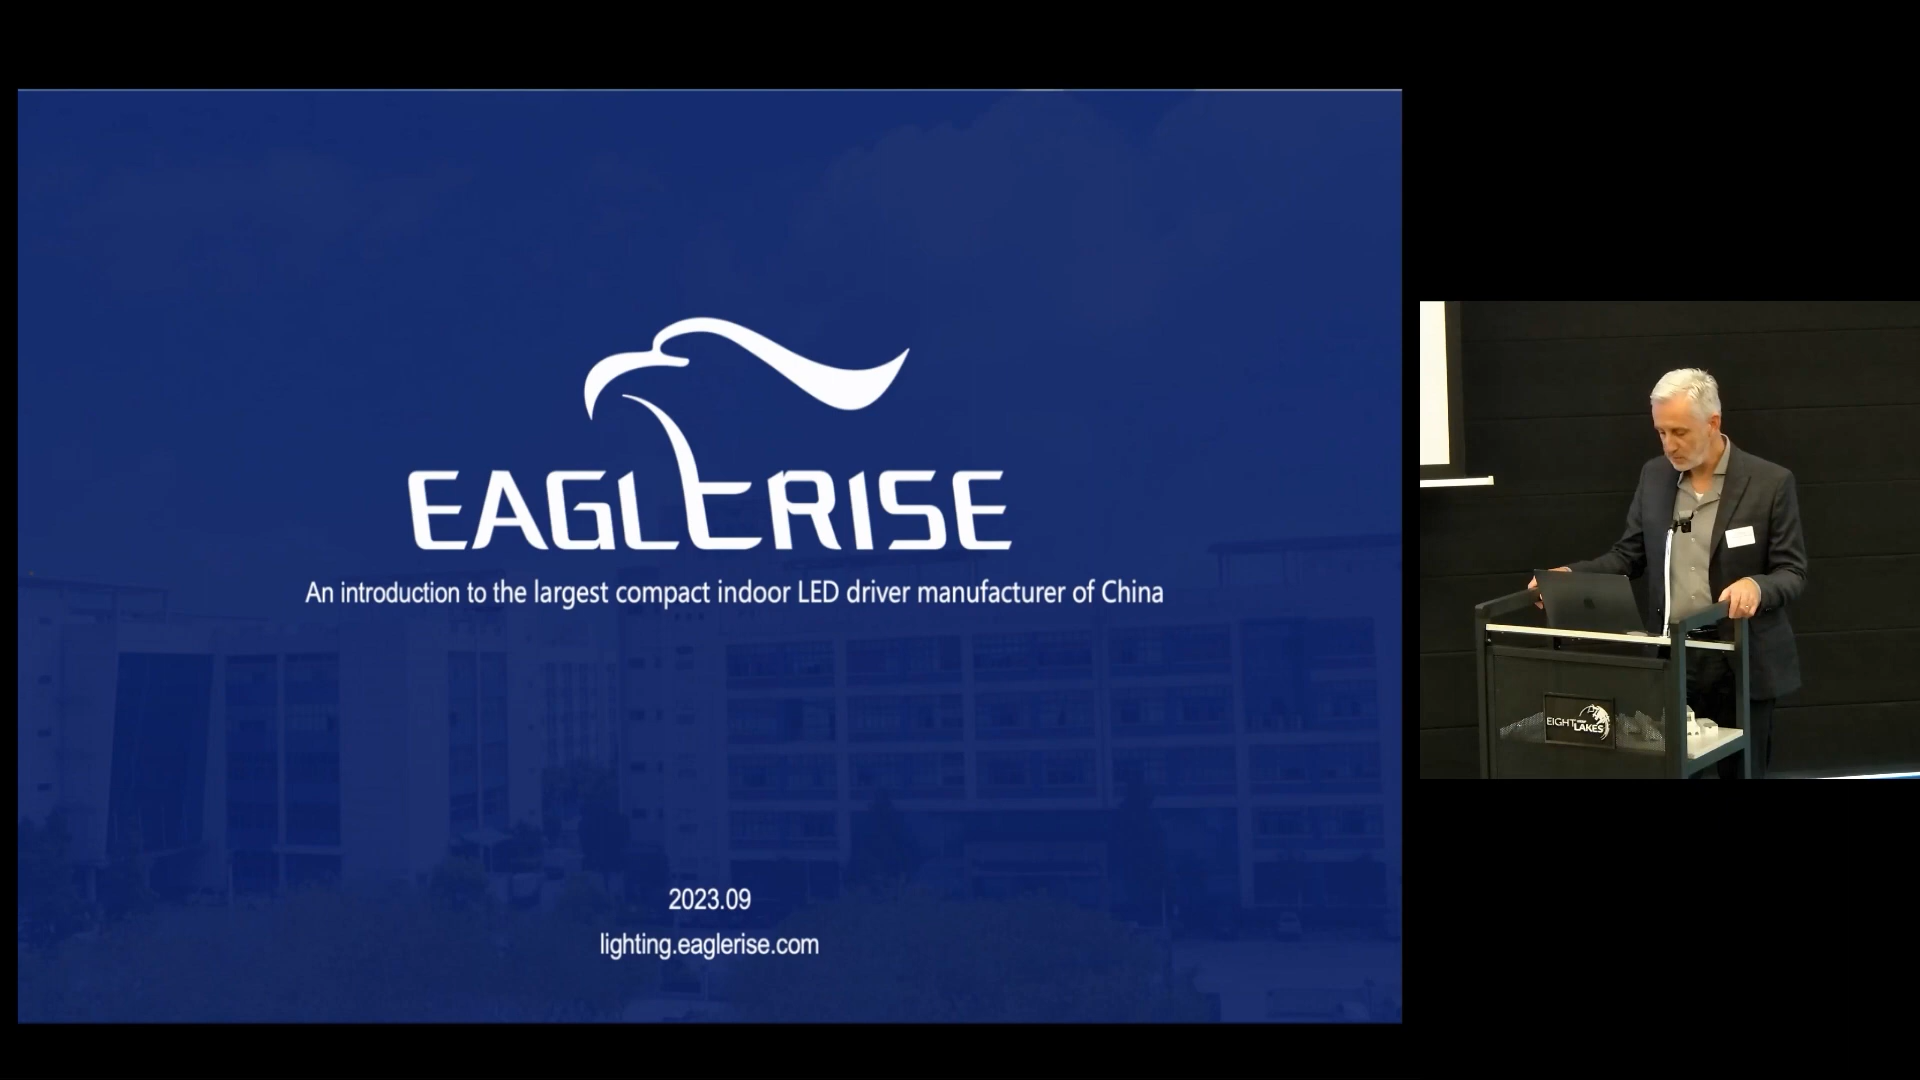 EAGLERISE
An introduction to the largest compact indoor LED driver manufacturer of China
2023.09
lighting.eaglerise.com
EIGHT LAKES